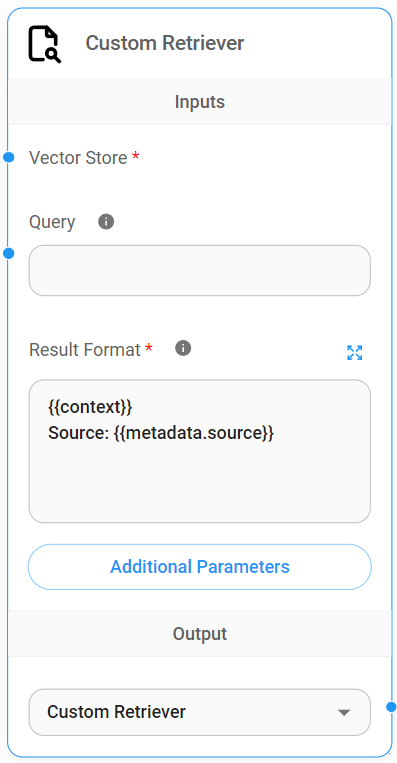 Custom Retriever
Inputs
Vector Store *
Query
Result Format *
{{context}}
Source: {{metadata.source}}
Additional Parameters
Output
Custom Retriever